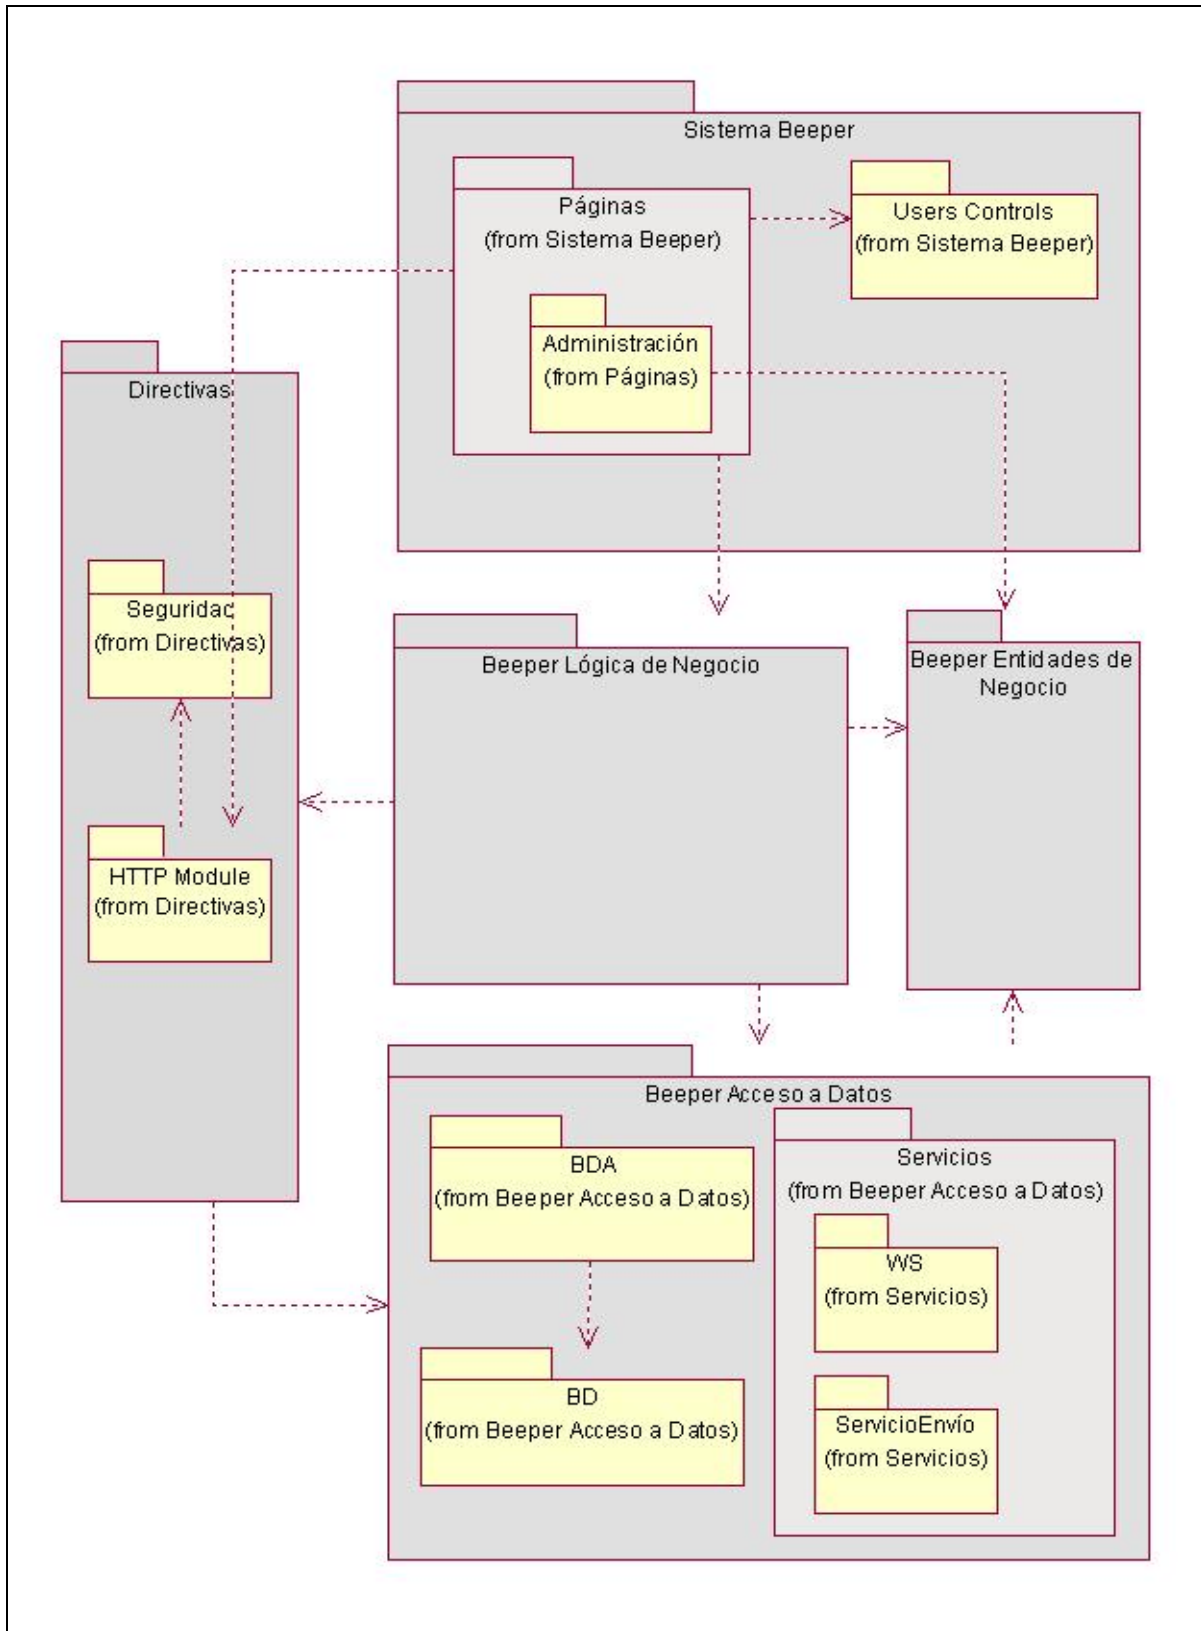 Sistema Beeper
Páginas
(from Sistema Beeper)
Users Controls
(from Sistema Beeper)
Administración
(from Páginas)
Directivas
Seguridad
(from Directivas)
HTTP Module
(from Directivas)
Beeper Lógica de Negocio
Beeper Entidades de
Negocio
Beeper Acceso a Datos
BDA
(from Beeper Acceso a Datos)
BD
(from Beeper Acceso a Datos)
Servicios
(from Beeper Acceso a Datos)
WS
(from Servicios)
ServicioEnvío
(from Servicios)